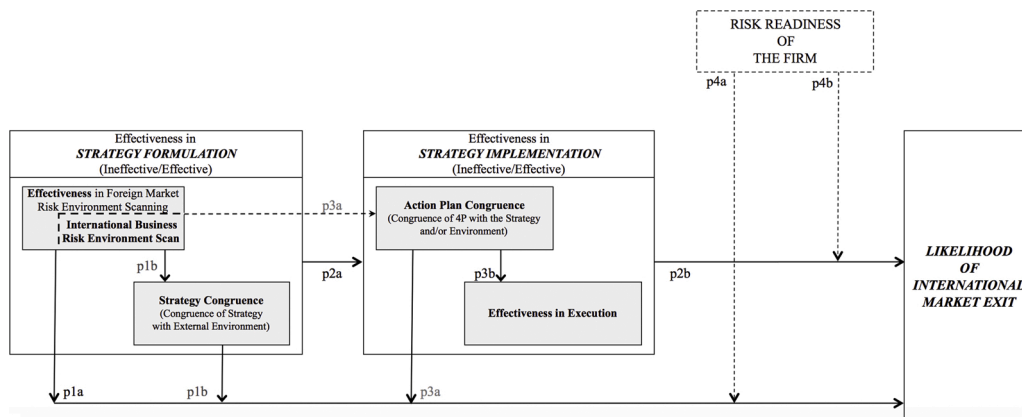 RISK READINESS
OF
THE FIRM
p4a
p4b
Effectiveness in
STRATEGY FORMULATION
(Ineffective/Effective)
Effectiveness in Foreign Market
Risk Environment Scanning
International Business
Risk Environment Scan
p1b
Strategy Congruence
(Congruence of Strategy
with External Environment)
p3a
p2a
Effectiveness in
STRATEGY IMPLEMENTATION
(Ineffective/Effective)
Action Plan Congruence
(Congruence of 4P with the Strategy
and/or Environment)
p3b
Effectiveness in Execution
p2b
LIKELIHOOD
OF
INTERNATIONAL
MARKET EXIT
p1a
p1b
p3a